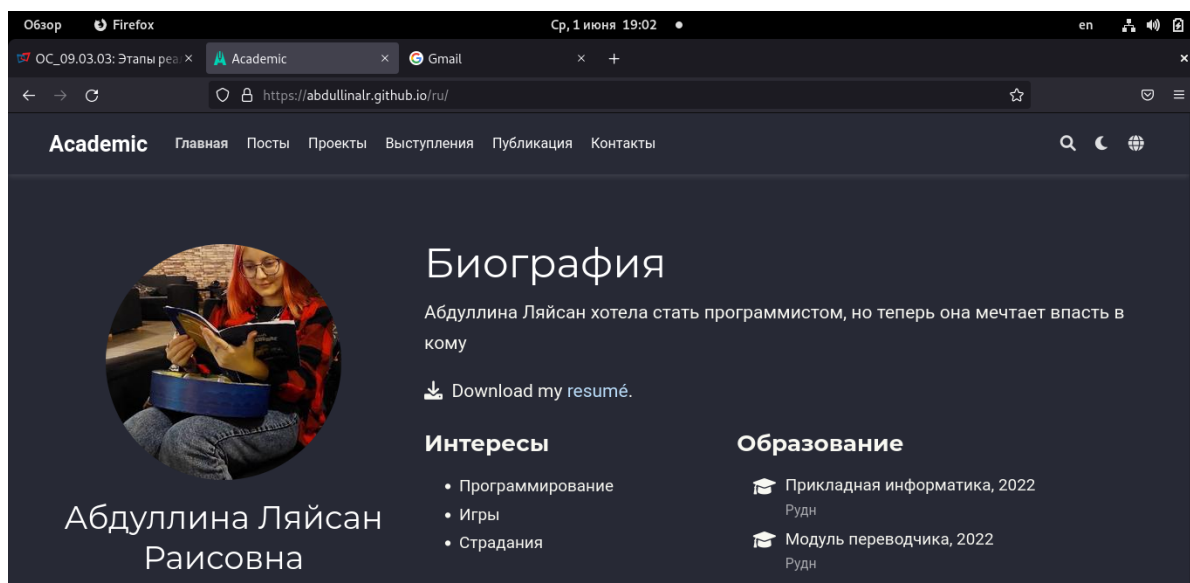 Обзор Firefox Ср, 1 июня 19:02 en
ОС_09.03.03: Этапы реал Academic Gmail
https://abdullinalr.github.io/ru/
Academic Главная Посты Проекты Выступления Публикация Контакты
Биография
Абдуллина Ляйсан хотела стать программистом, но теперь она мечтает впасть в
кому
Download my resumé.
Интересы
Программирование
Игры
Страдания
Образование
Прикладная информатика, 2022
Рудн
Модуль переводчика, 2022
Рудн
Абдуллина Ляйсан
Раисовна